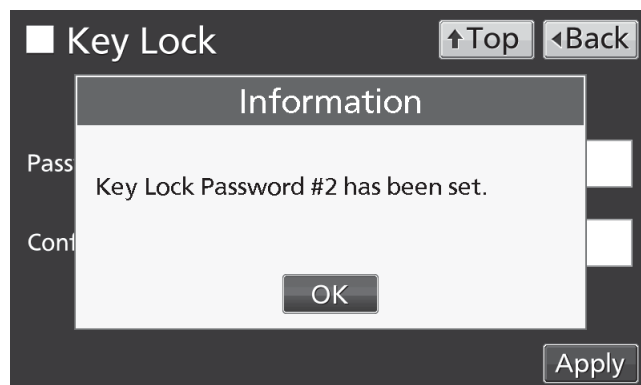 Key Lock
Top
Back
Information
Pass
Key Lock Password #2 has been set.
Conf
OK
Apply